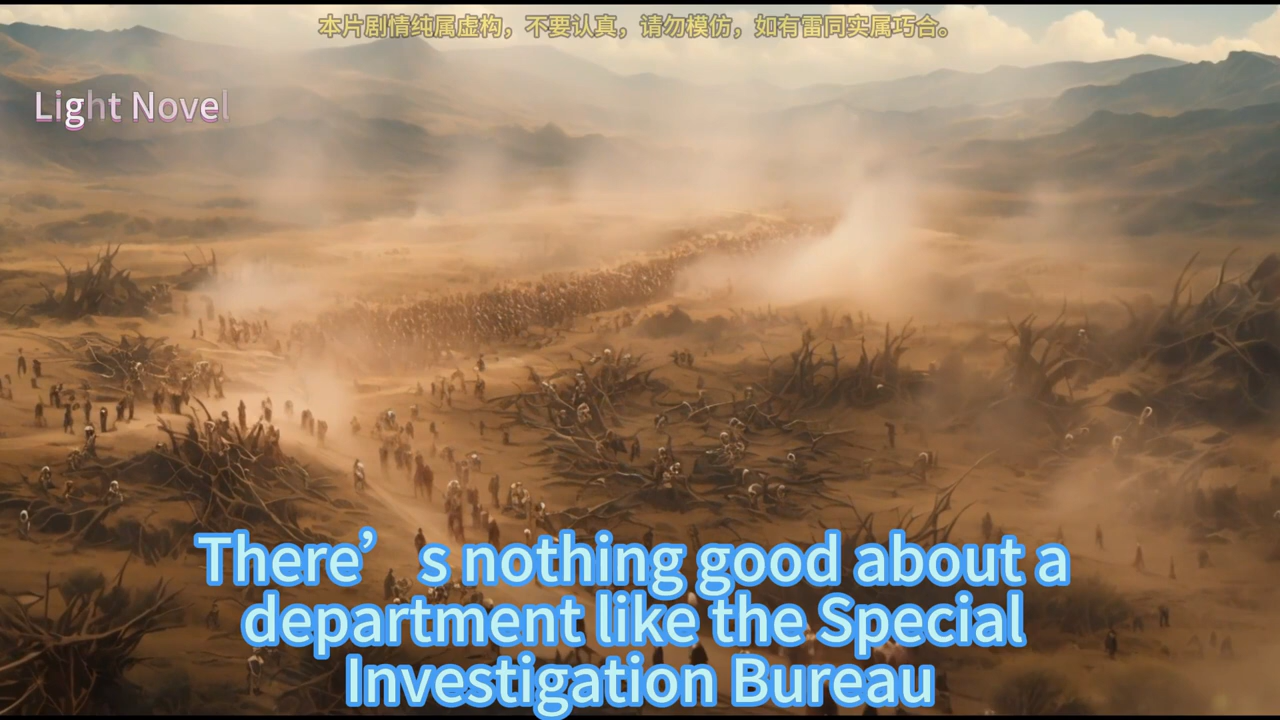 本片剧情纯属虚构，不要认真，请勿模仿，如有雷同实属巧合。
Light Novel
There’s nothing good about a
department like the Special
Investigation Bureau